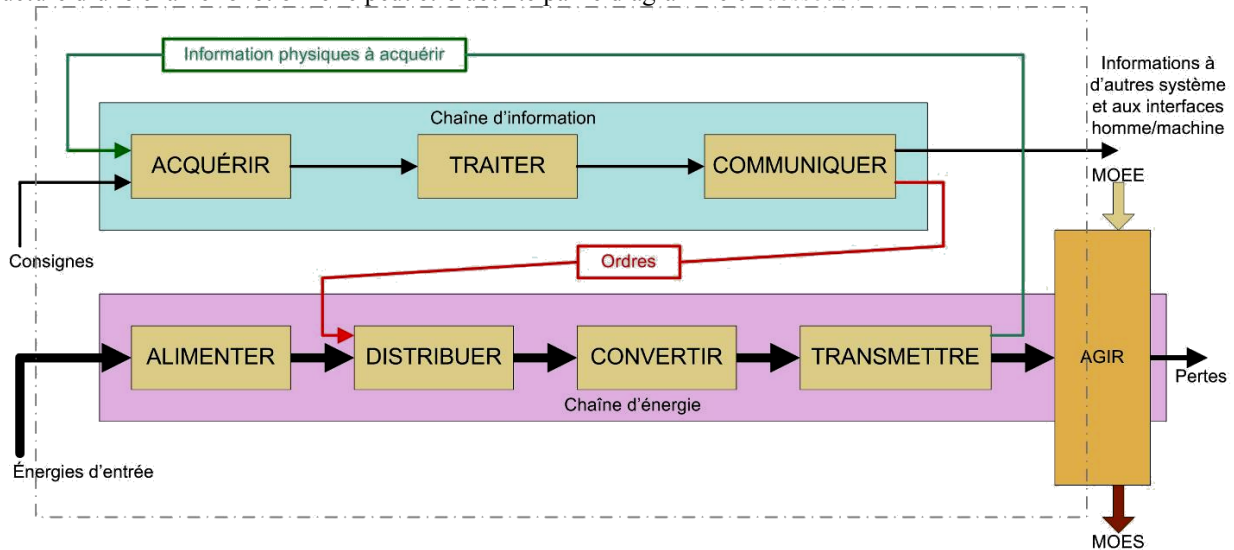 Information physiques à acquérir
Informations à
d'autres système
et aux interfaces
homme/machine
Chaîne d'information
ACQUÉRIR
TRAITER
COMMUNIQUER
MOEE
Consignes
Ordres
ALIMENTER
DISTRIBUER
CONVERTIR
TRANSMETTRE
AGIR
Pertes
Chaîne d'énergie
Énergies d'entrée
MOES